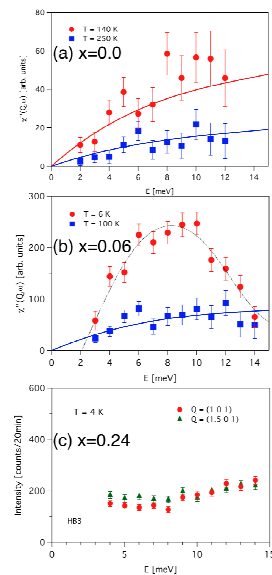 80
T = 140 K
T = 250 K
(a) x=0.0
60
40
20
0
χ"(Q,ω) [arb. units]
0 2 4 6 8 10 12 14
E [meV]
300
T = 6 K
T = 100 K
(b) x=0.06
200
100
0
χ"(Q,ω) [arb. units]
0 2 4 6 8 10 12 14
E [meV]
600
T = 4 K
Q = (1 0 1)
Q = (1.5 0 1)
(c) x=0.24
400
200
0
HB3
Intensity [counts/20min]
0 5 10 15
E [meV]